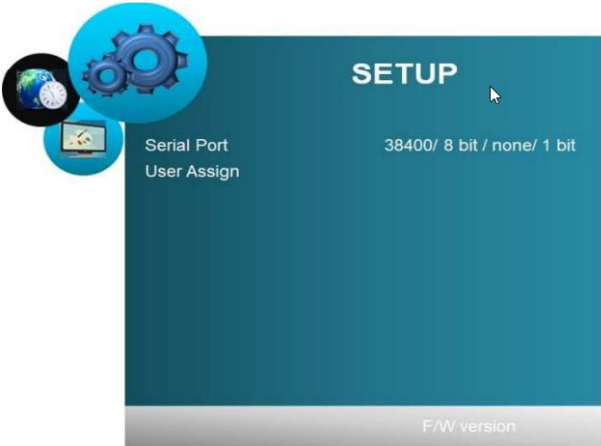 SETUP
Serial Port 38400/ 8 bit / none/ 1 bit
User Assign
F/W version